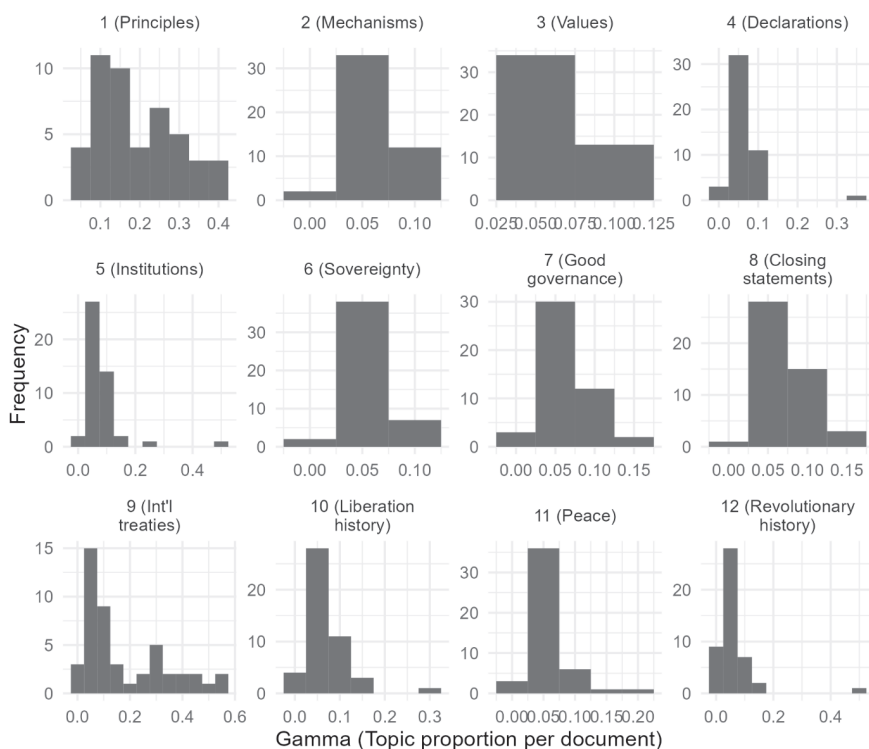 1 (Principles)
2 (Mechanisms)
3 (Values)
4 (Declarations)
10
5
0
0.1 0.2 0.3 0.4
30
20
10
0
0.00 0.05 0.10
30
20
10
0
0.025 0.050 0.075 0.100 0.125
30
20
10
0
0.0 0.1 0.2 0.3
5 (Institutions)
6 (Sovereignty)
7 (Good
governance)
8 (Closing
statements)
Frequency
20
10
0
0.0 0.2 0.4
30
20
10
0
0.00 0.05 0.10
30
20
10
0
0.00 0.05 0.10 0.15
20
10
0
0.00 0.05 0.10 0.15
9 (Int'l
treaties)
10 (Liberation
history)
11 (Peace)
12 (Revolutionary
history)
15
10
5
0
0.0 0.2 0.4 0.6
20
10
0
0.0 0.1 0.2 0.3
30
20
10
0
0.00 0.05 0.10 0.15 0.20
20
10
0
0.0 0.2 0.4
Gamma (Topic proportion per document)